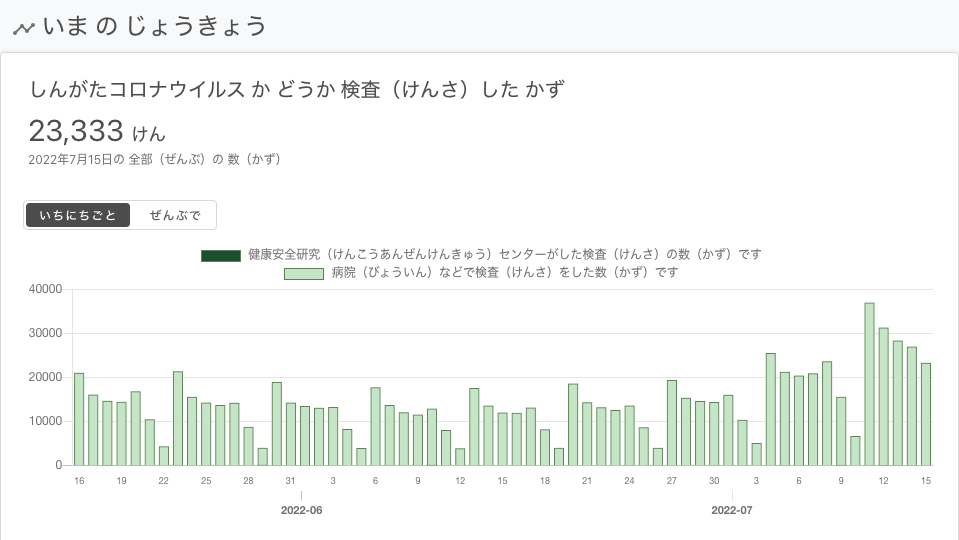 いま の じょうきょう
しんがたコロナウイルス か どうか 検査（けんさ）した かず
23,333 けん
2022年7月15日の 全部（ぜんぶ）の 数（かず）
いちにちごと ぜんぶで
健康安全研究（けんこうあんぜんけんきゅう）センターがした検査（けんさ）の数（かず）です
病院（びょういん）などで検査（けんさ）をした数（かず）です
40000
30000
20000
10000
0
16 19 22 25 28 31 3 6 9 12 15 18 21 24 27 30 3 6 9 12 15
2022-06 2022-07